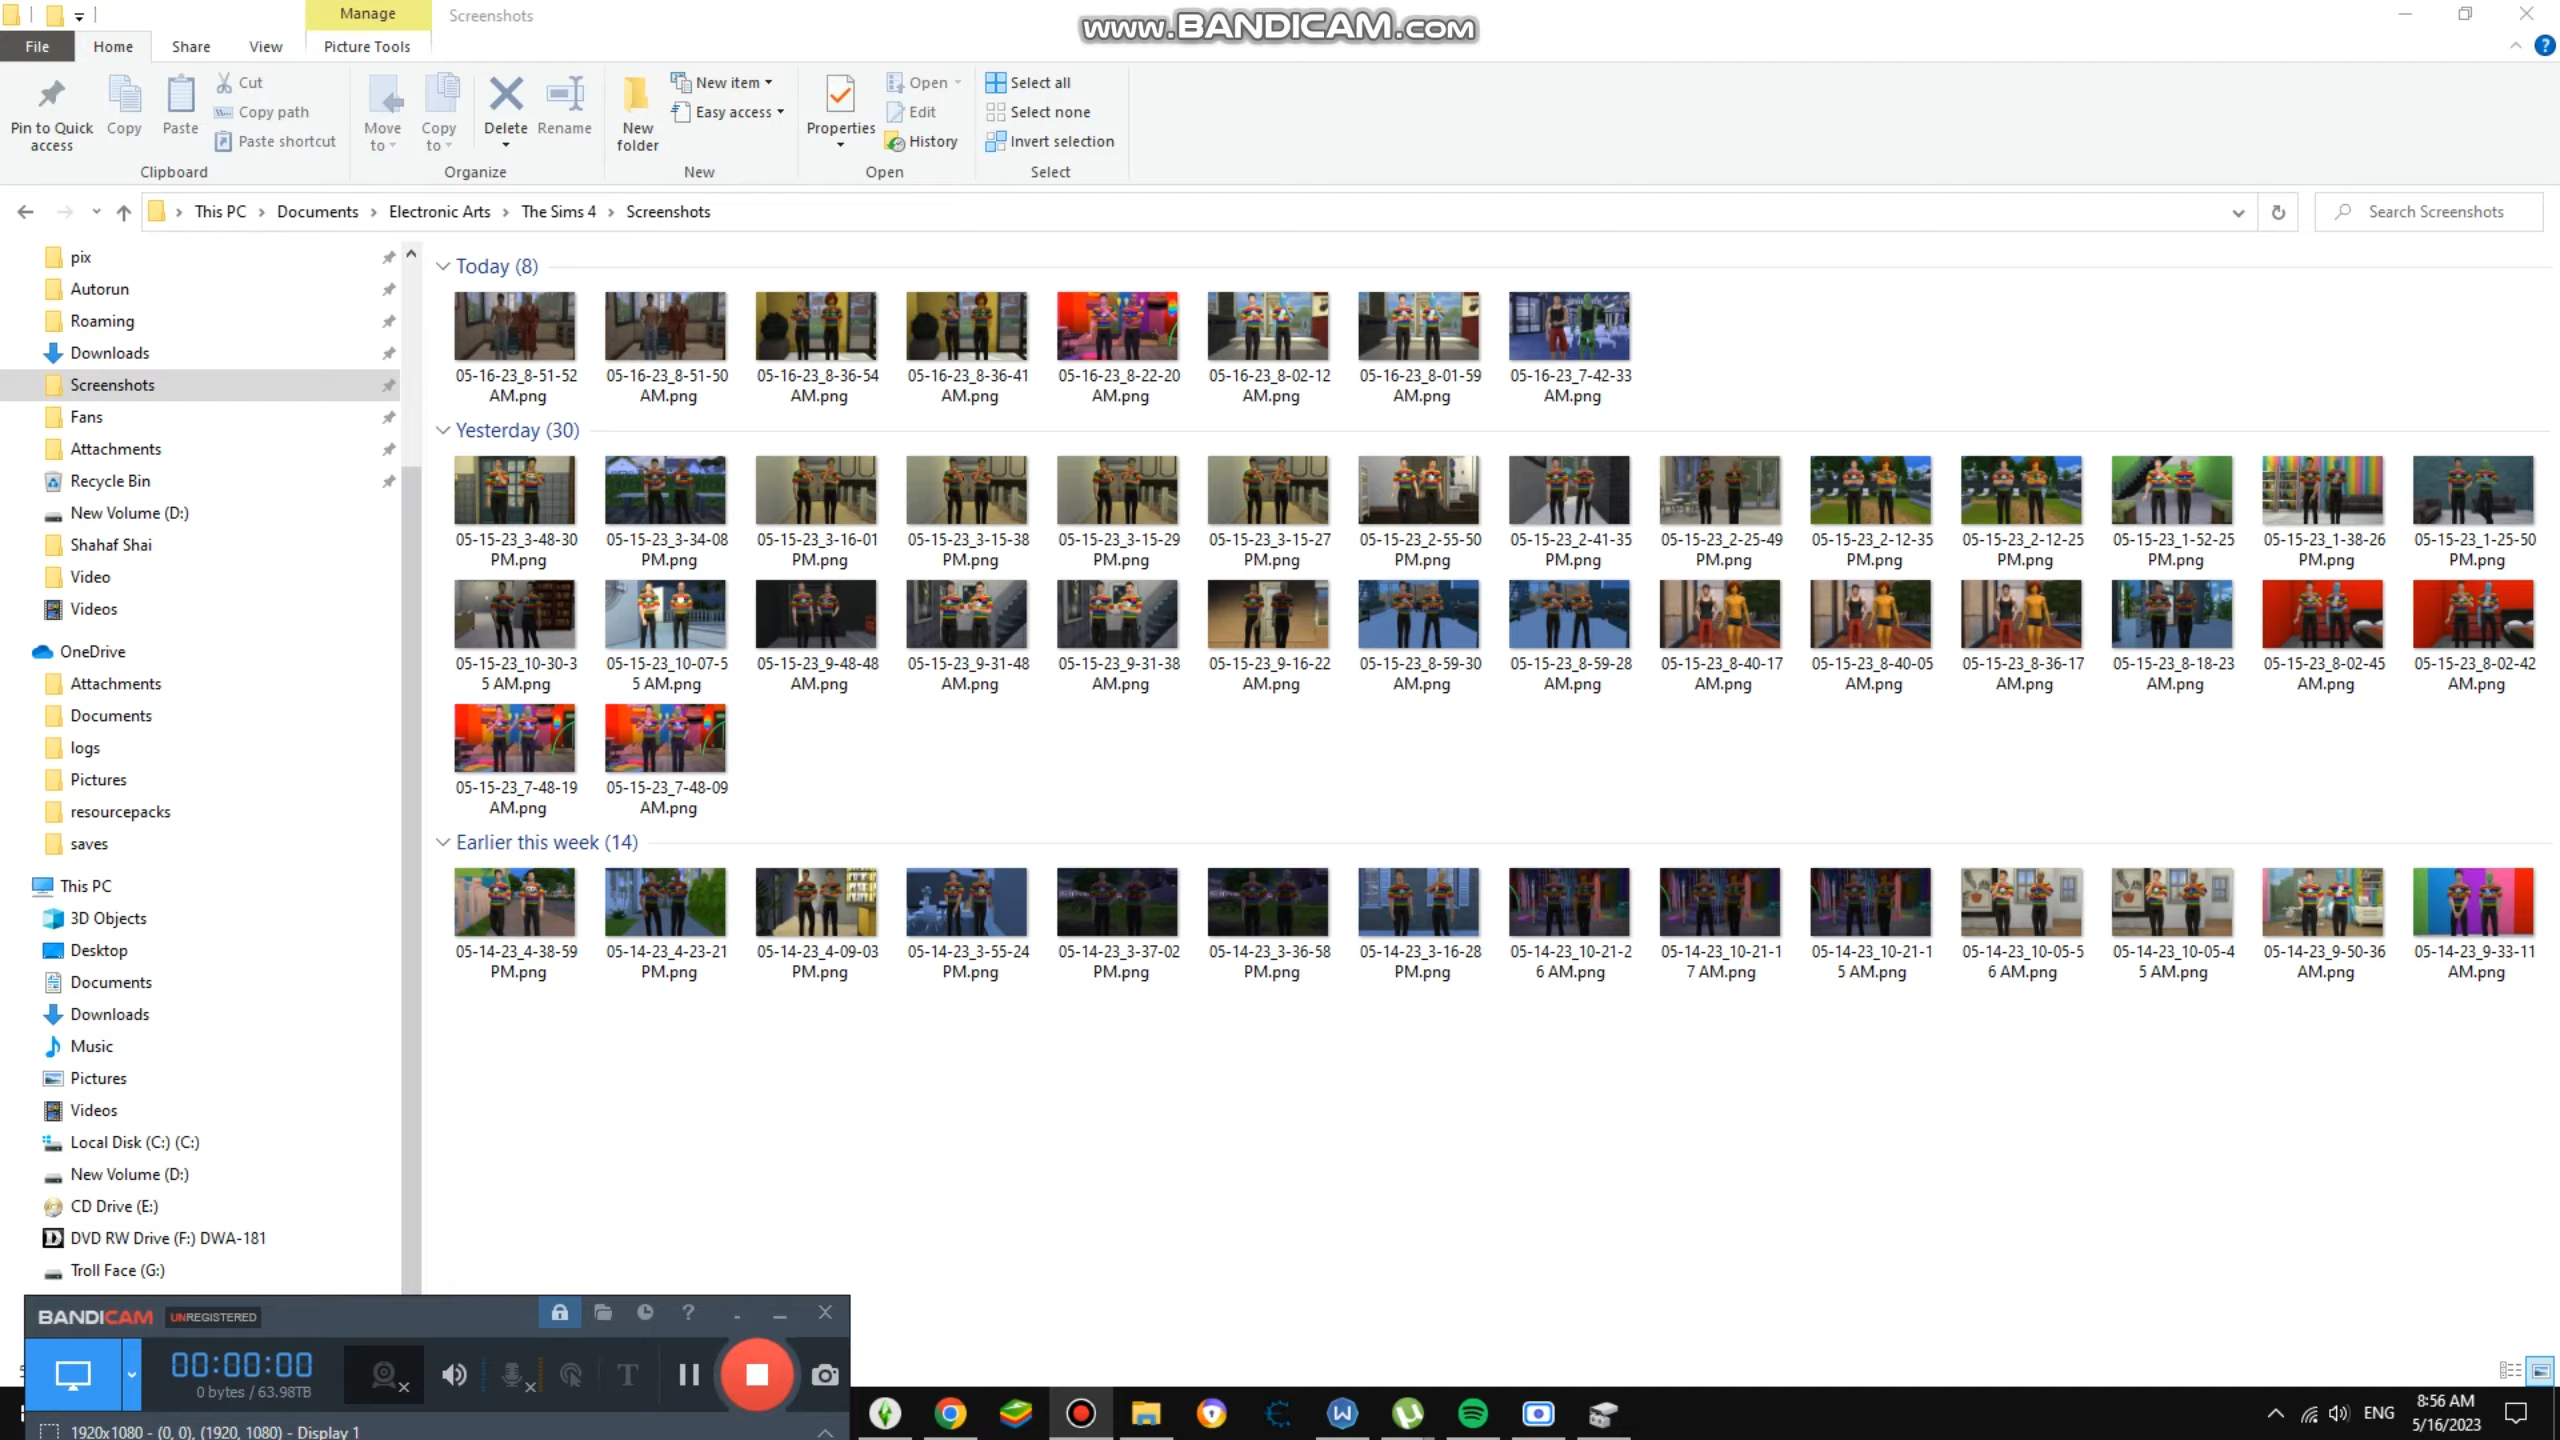 Manage
Screenshots
www.BANDICAM.com
File
Home
Share
View
Picture Tools
Pin to Quick access
Copy
Paste
Cut
Copy path
Paste shortcut
Clipboard
Move to
Copy to
Delete
Rename
Organize
New folder
New item
Easy access
New
Properties
Open
Edit
History
Open
Select all
Select none
Invert selection
Select
This PC
Documents
Electronic Arts
The Sims 4
Screenshots
Search Screenshots
pix
Autorun
Roaming
Downloads
Screenshots
Fans
Attachments
Recycle Bin
New Volume (D:)
Shahaf Shai
Video
Videos
OneDrive
Attachments
Documents
logs
Pictures
resourcepacks
saves
This PC
3D Objects
Desktop
Documents
Downloads
Music
Pictures
Videos
Local Disk (C:) (C:)
New Volume (D:)
CD Drive (E:)
DVD RW Drive (F:) DWA-181
Troll Face (G:)
Today (8)
05-16-23_8-51-52 AM.png
05-16-23_8-51-50 AM.png
05-16-23_8-36-54 AM.png
05-16-23_8-36-41 AM.png
05-16-23_8-22-20 AM.png
05-16-23_8-02-12 AM.png
05-16-23_8-01-59 AM.png
05-16-23_7-42-33 AM.png
Yesterday (30)
05-15-23_3-48-30 PM.png
05-15-23_3-34-08 PM.png
05-15-23_3-16-01 PM.png
05-15-23_3-15-38 PM.png
05-15-23_3-15-29 PM.png
05-15-23_3-15-27 PM.png
05-15-23_2-55-50 PM.png
05-15-23_2-41-35 PM.png
05-15-23_2-25-49 PM.png
05-15-23_2-12-35 PM.png
05-15-23_2-12-25 PM.png
05-15-23_1-52-25 PM.png
05-15-23_1-38-26 PM.png
05-15-23_1-25-50 PM.png
05-15-23_10-30-35 AM.png
05-15-23_10-07-55 AM.png
05-15-23_9-48-48 AM.png
05-15-23_9-31-48 AM.png
05-15-23_9-31-38 AM.png
05-15-23_9-16-22 AM.png
05-15-23_8-59-30 AM.png
05-15-23_8-59-28 AM.png
05-15-23_8-40-17 AM.png
05-15-23_8-40-05 AM.png
05-15-23_8-36-17 AM.png
05-15-23_8-18-23 AM.png
05-15-23_8-02-45 AM.png
05-15-23_8-02-42 AM.png
05-15-23_7-48-19 AM.png
05-15-23_7-48-09 AM.png
Earlier this week (14)
05-14-23_4-38-59 PM.png
05-14-23_4-23-21 PM.png
05-14-23_4-09-03 PM.png
05-14-23_3-55-24 PM.png
05-14-23_3-37-02 PM.png
05-14-23_3-36-58 PM.png
05-14-23_3-16-28 PM.png
05-14-23_10-21-26 AM.png
05-14-23_10-21-17 AM.png
05-14-23_10-21-15 AM.png
05-14-23_10-05-56 AM.png
05-14-23_10-05-45 AM.png
05-14-23_9-50-36 AM.png
05-14-23_9-33-11 AM.png
BANDICAM UNREGISTERED
00:00:00
0 bytes / 63.98TB
1920x1080 - (0, 0), (1920, 1080) - Display 1
ENG
8:56 AM
5/16/2023